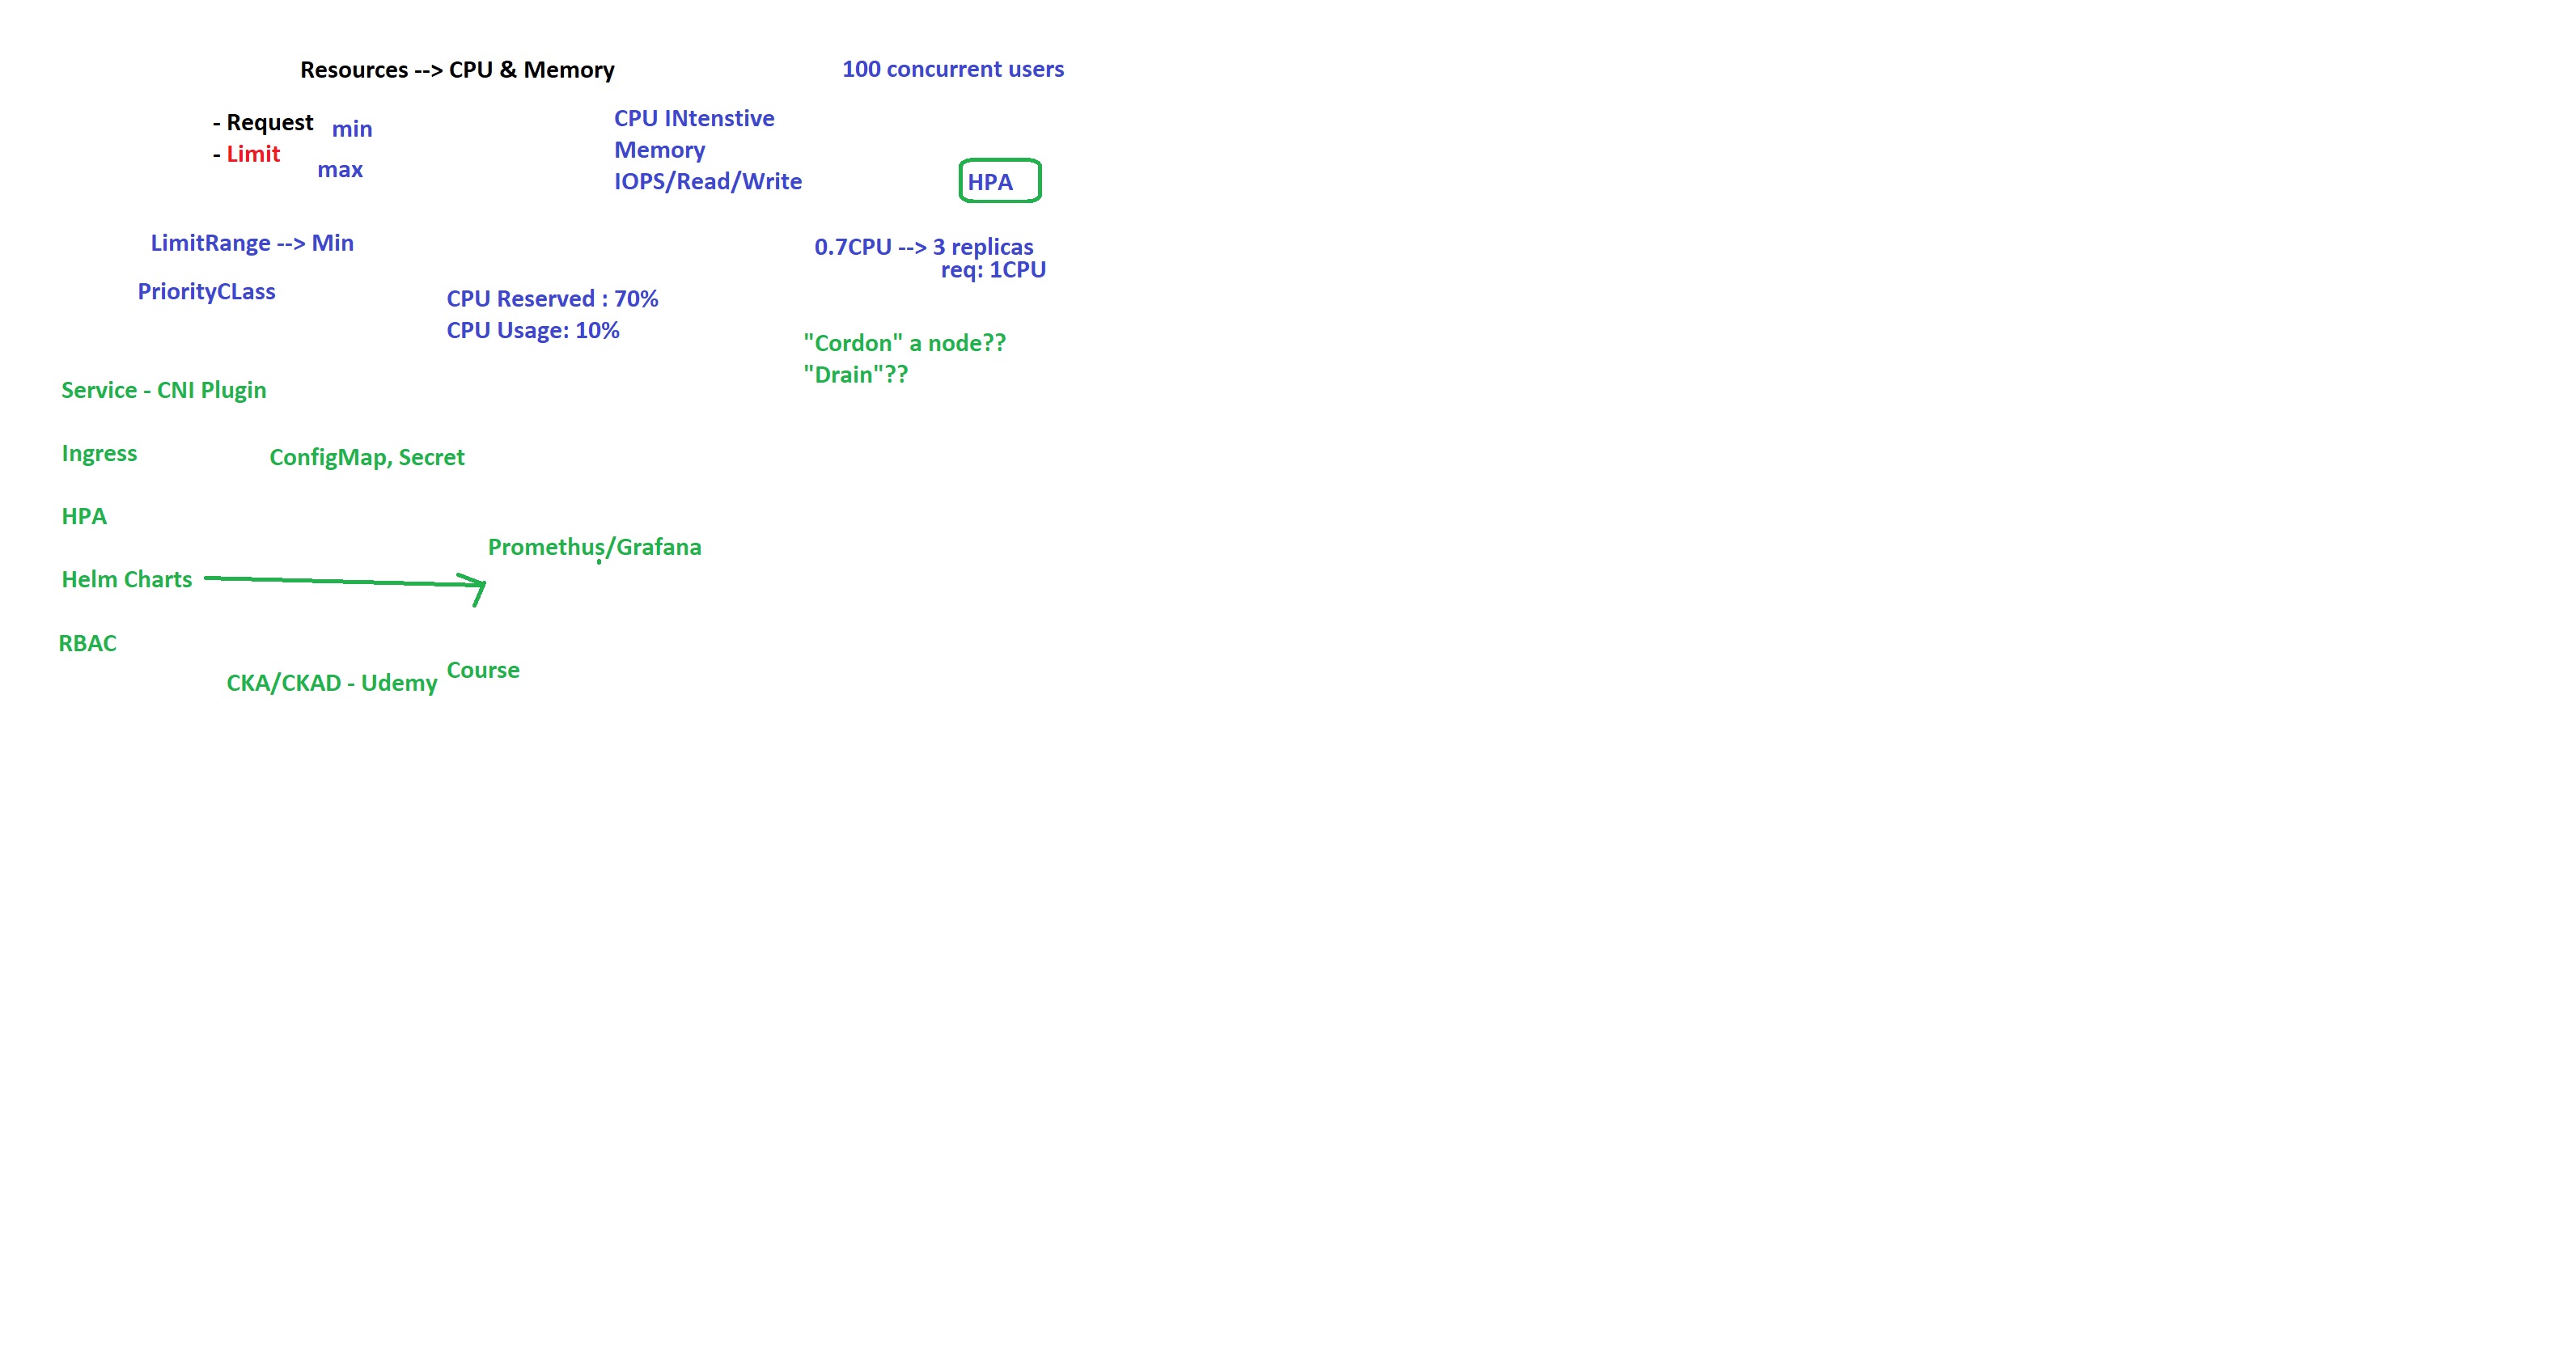 Resources --> CPU & Memory
100 concurrent users
- Request
min
- Limit
max
CPU INtenstive
Memory
IOPS/Read/Write
HPA
LimitRange --> Min
0.7CPU --> 3 replicas
req: 1CPU
PriorityCLass
CPU Reserved : 70%
CPU Usage: 10%
"Cordon" a node??
"Drain"??
Service - CNI Plugin
Ingress
ConfigMap, Secret
HPA
Promethus/Grafana
Helm Charts
RBAC
CKA/CKAD - Udemy
Course